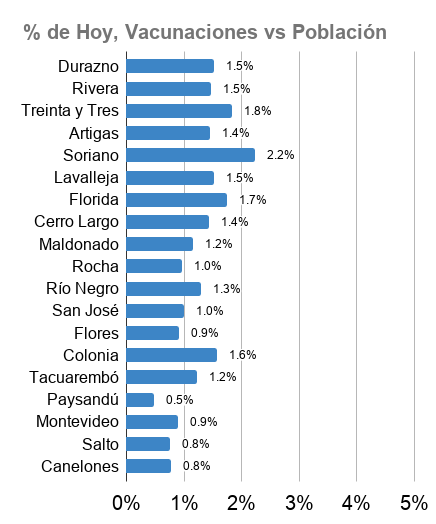 % de Hoy, Vacunaciones vs Población
Durazno 1.5%
Rivera 1.5%
Treinta y Tres 1.8%
Artigas 1.4%
Soriano 2.2%
Lavalleja 1.5%
Florida 1.7%
Cerro Largo 1.4%
Maldonado 1.2%
Rocha 1.0%
Río Negro 1.3%
San José 1.0%
Flores 0.9%
Colonia 1.6%
Tacuarembó 1.2%
Paysandú 0.5%
Montevideo 0.9%
Salto 0.8%
Canelones 0.8%
0% 1% 2% 3% 4% 5%